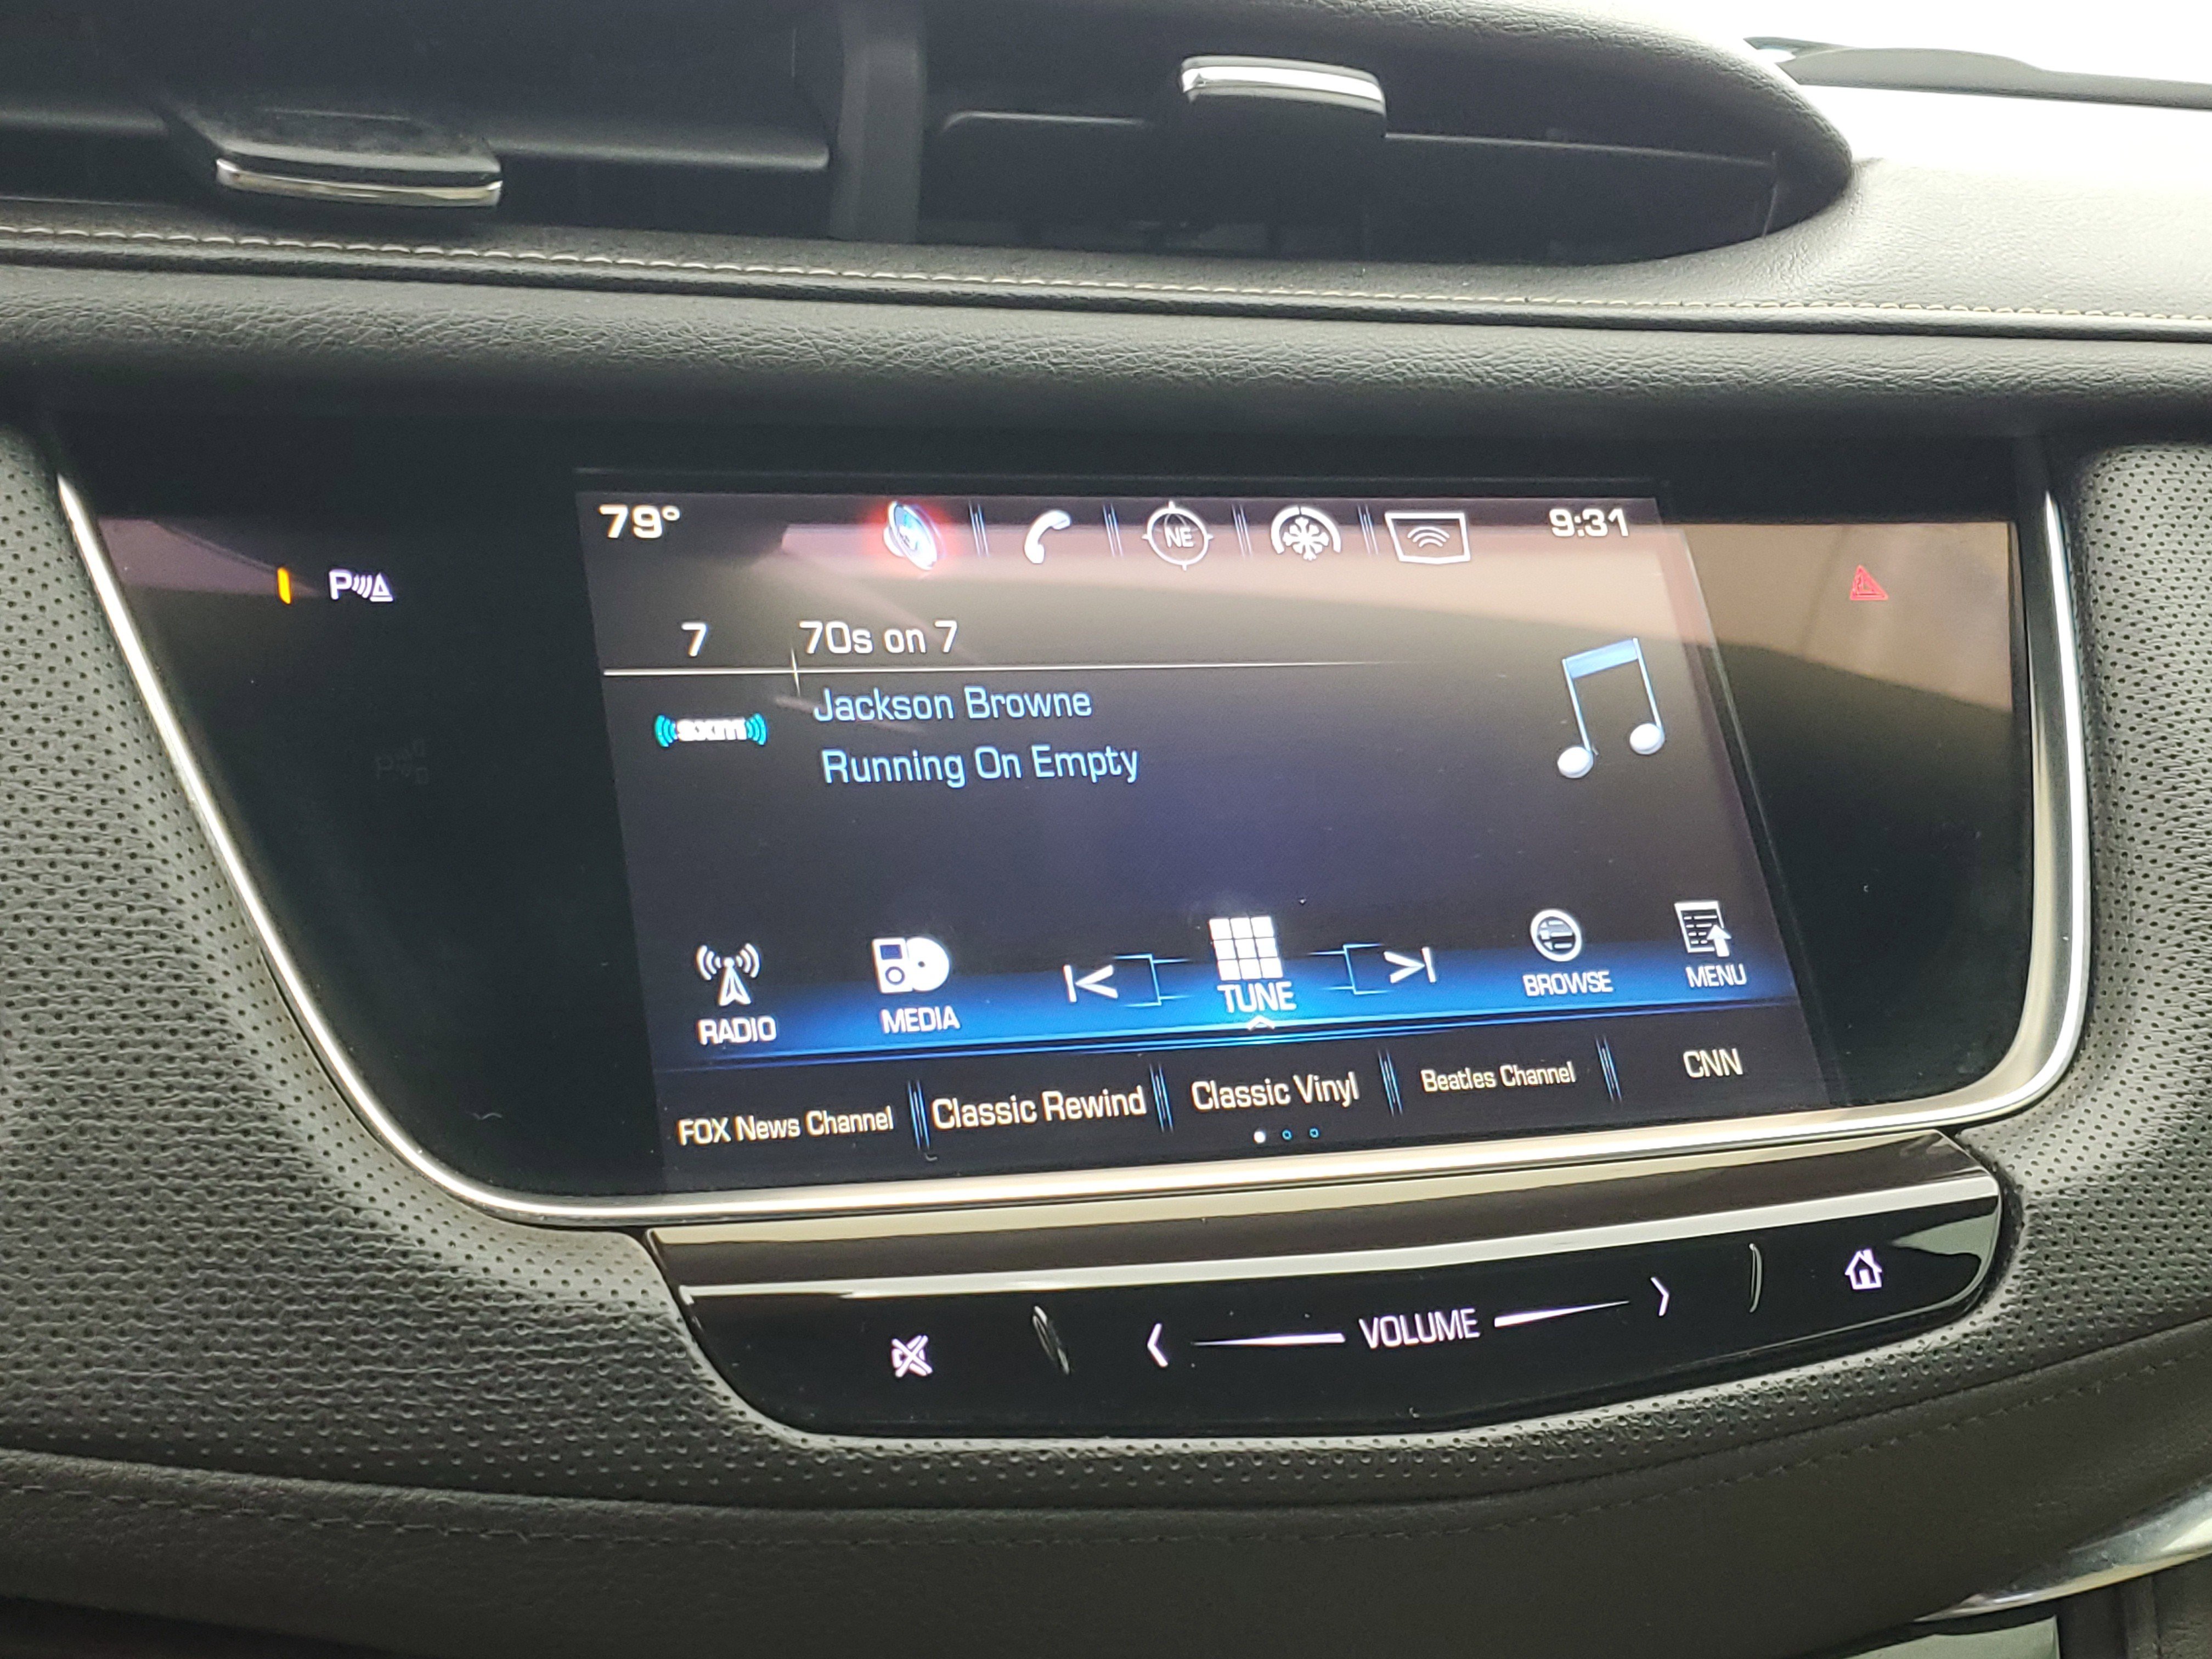 79° NE 9:31
P
7 70s on 7
Jackson Browne
sxm
Running On Empty
RADIO MEDIA TUNE BROWSE MENU
FOX News Channel Classic Rewind Classic Vinyl Beatles Channel CNN
VOLUME